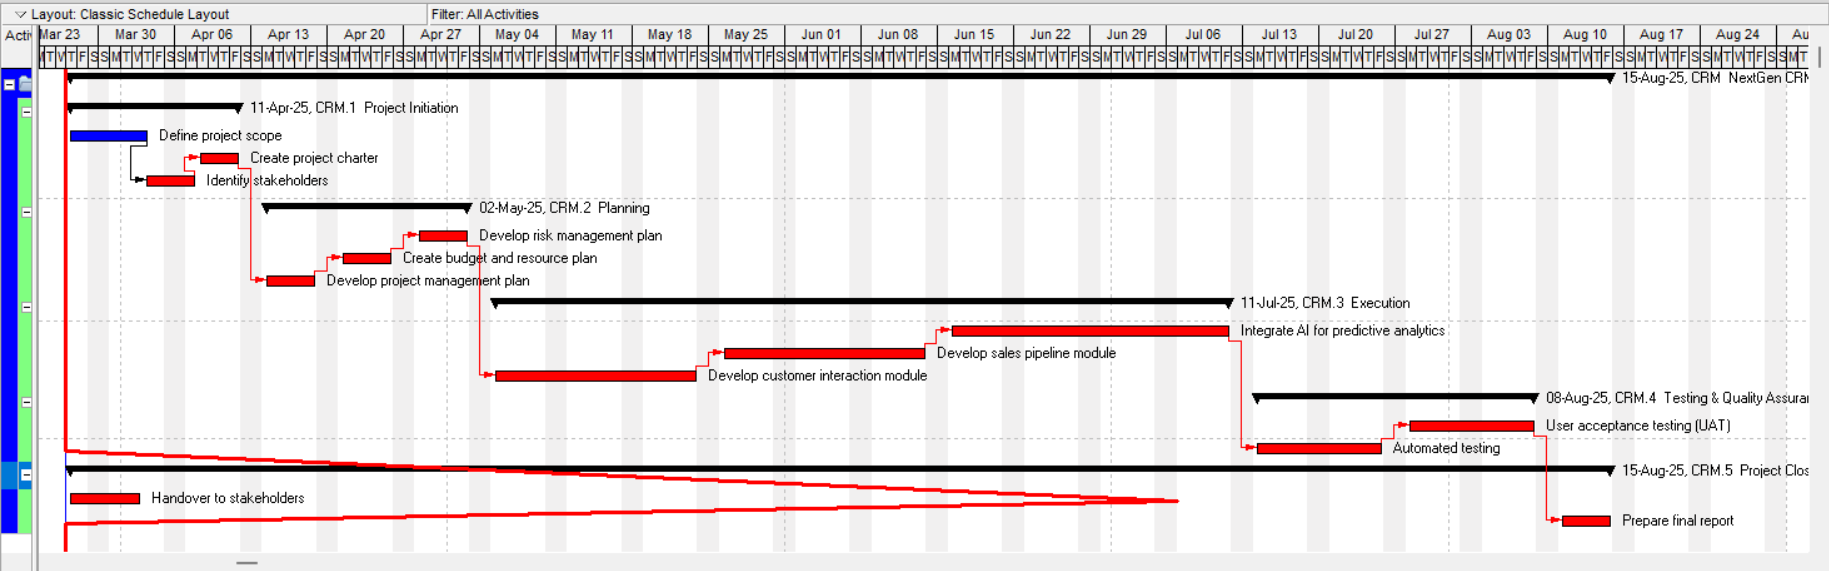 Layout: Classic Schedule Layout
Filter: All Activities
Mar 23 Mar 30 Apr 06 Apr 13 Apr 20 Apr 27 May 04 May 11 May 18 May 25 Jun 01 Jun 08 Jun 15 Jun 22 Jun 29 Jul 06 Jul 13 Jul 20 Jul 27 Aug 03 Aug 10 Aug 17 Aug 24 Au
Acti
MTWTFSSMTWTFSSMTWTFSSMTWTFSSMTWTFSSMTWTFSSMTWTFSSMTWTFSSMTWTFSSMTWTFSSMTWTFSSMTWTFSSMTWTFSSMTWTFSSMTWTFSSMTWTFSSMTWTFSSMTWTFSSMTWTFSSMTWTFSSMTWTFSSMTWTFSSMTWTFSSMT
15-Aug-25, CRM NextGen CRM
11-Apr-25, CRM.1 Project Initiation
Define project scope
Create project charter
Identify stakeholders
02-May-25, CRM.2 Planning
Develop risk management plan
Create budget and resource plan
Develop project management plan
11-Jul-25, CRM.3 Execution
Integrate AI for predictive analytics
Develop sales pipeline module
Develop customer interaction module
08-Aug-25, CRM.4 Testing & Quality Assurar
User acceptance testing (UAT)
Automated testing
15-Aug-25, CRM.5 Project Clos
Handover to stakeholders
Prepare final report